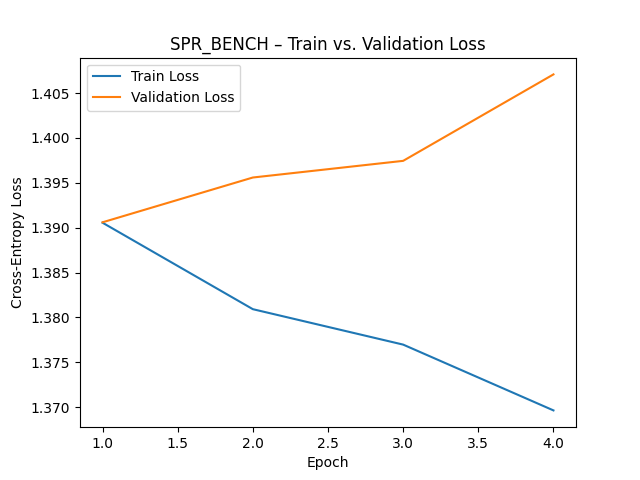 SPR_BENCH – Train vs. Validation Loss
Train Loss
Validation Loss
Cross-Entropy Loss
1.405
1.400
1.395
1.390
1.385
1.380
1.375
1.370
1.0 1.5 2.0 2.5 3.0 3.5 4.0
Epoch